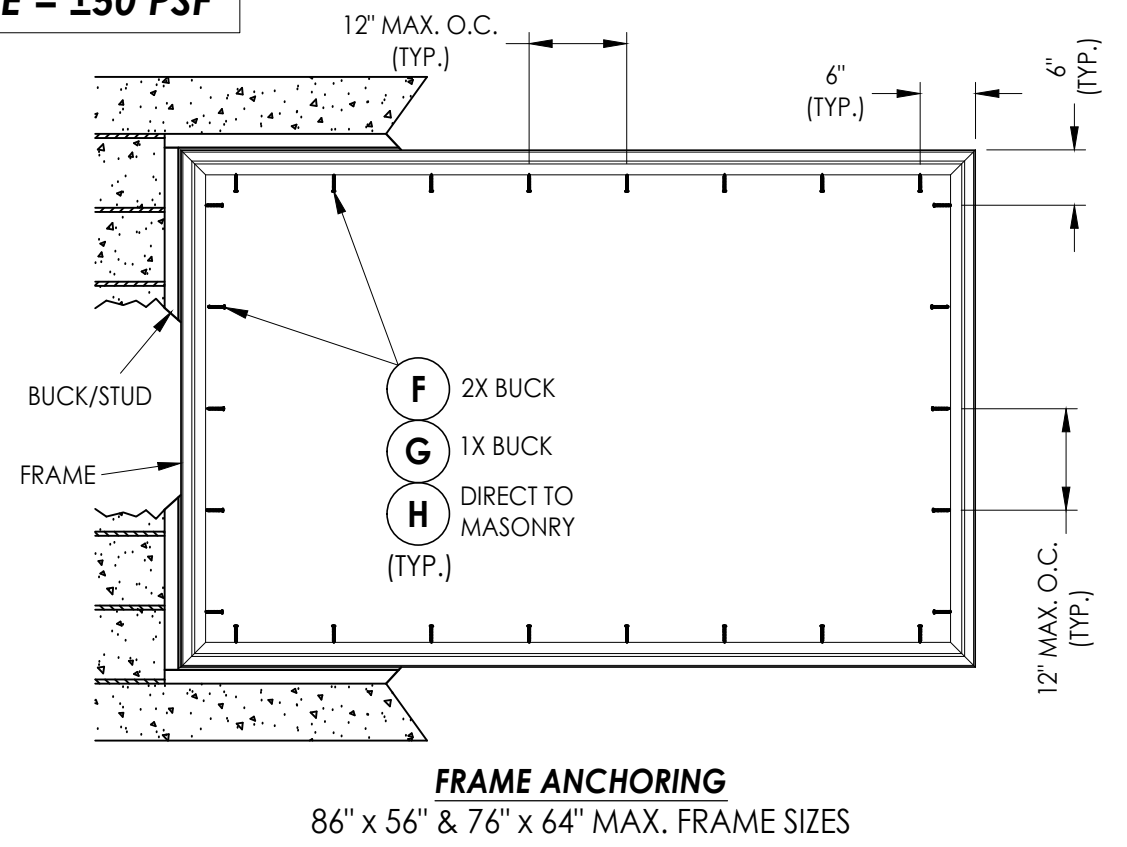 = ±50 PSF
12" MAX. O.C.
(TYP.)
6"
(TYP.)
6"
(TYP.)
BUCK/STUD
FRAME
F 2X BUCK
G 1X BUCK
H DIRECT TO
MASONRY
(TYP.)
12" MAX. O.C.
(TYP.)
FRAME ANCHORING
86" x 56" & 76" x 64" MAX. FRAME SIZES